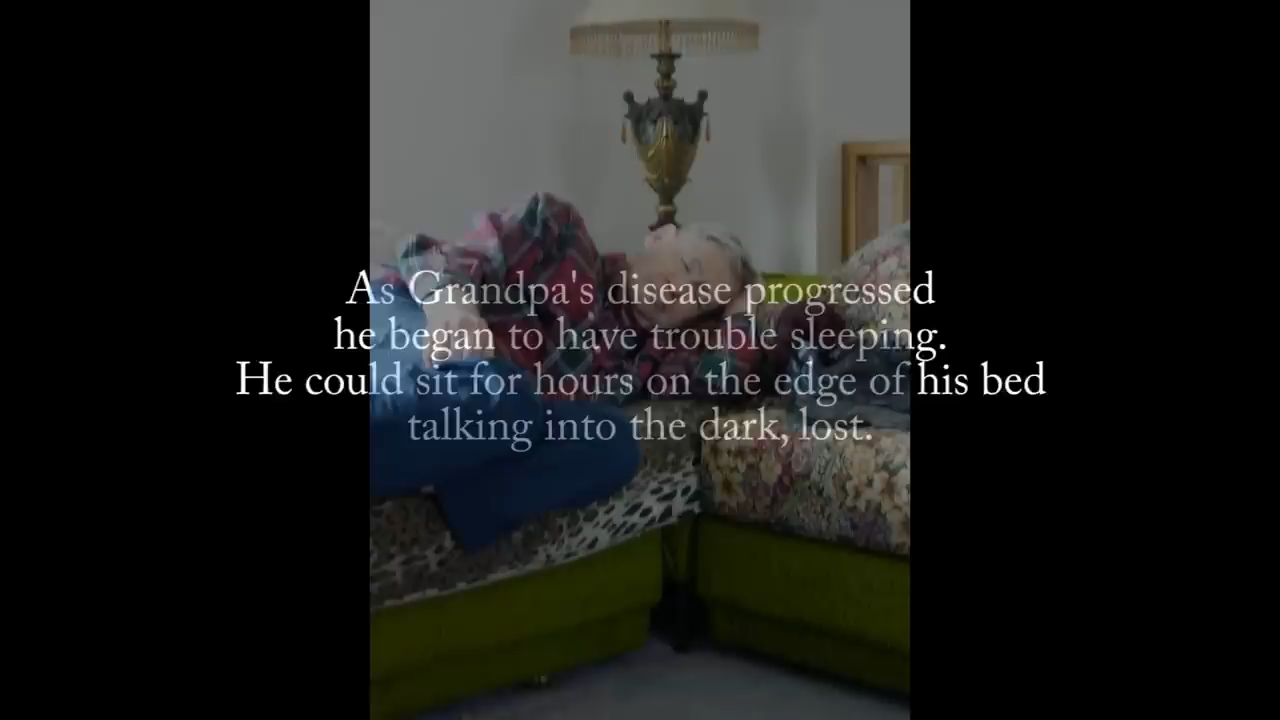 As Grandpa's disease progressed
he began to have trouble sleeping.
He could sit for hours on the edge of his bed
talking into the dark, lost.